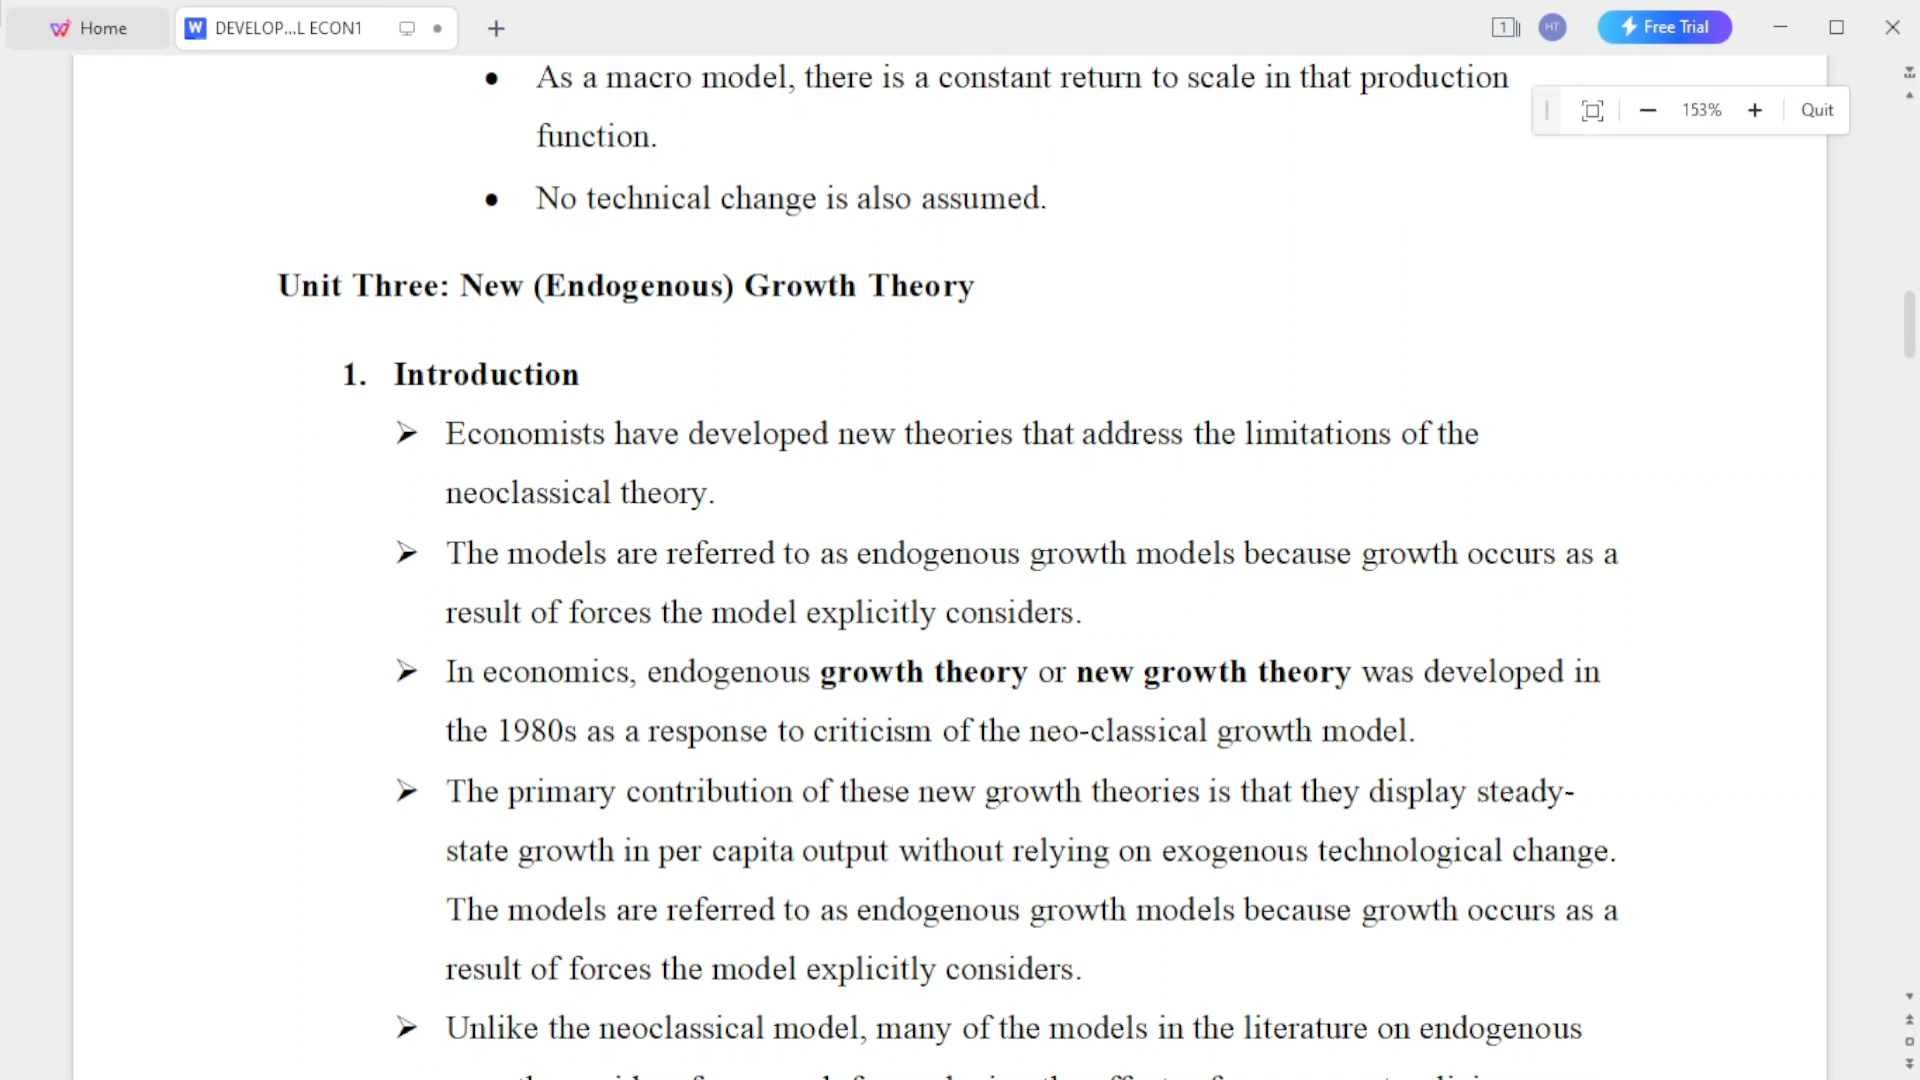 Home
DEVELOP...L ECON1
1
HT
Free Trial
• As a macro model, there is a constant return to scale in that production
function.
153%
Quit
• No technical change is also assumed.
Unit Three: New (Endogenous) Growth Theory
1. Introduction
➢ Economists have developed new theories that address the limitations of the
neoclassical theory.
➢ The models are referred to as endogenous growth models because growth occurs as a
result of forces the model explicitly considers.
➢ In economics, endogenous growth theory or new growth theory was developed in
the 1980s as a response to criticism of the neo-classical growth model.
➢ The primary contribution of these new growth theories is that they display steady-
state growth in per capita output without relying on exogenous technological change.
The models are referred to as endogenous growth models because growth occurs as a
result of forces the model explicitly considers.
➢ Unlike the neoclassical model, many of the models in the literature on endogenous